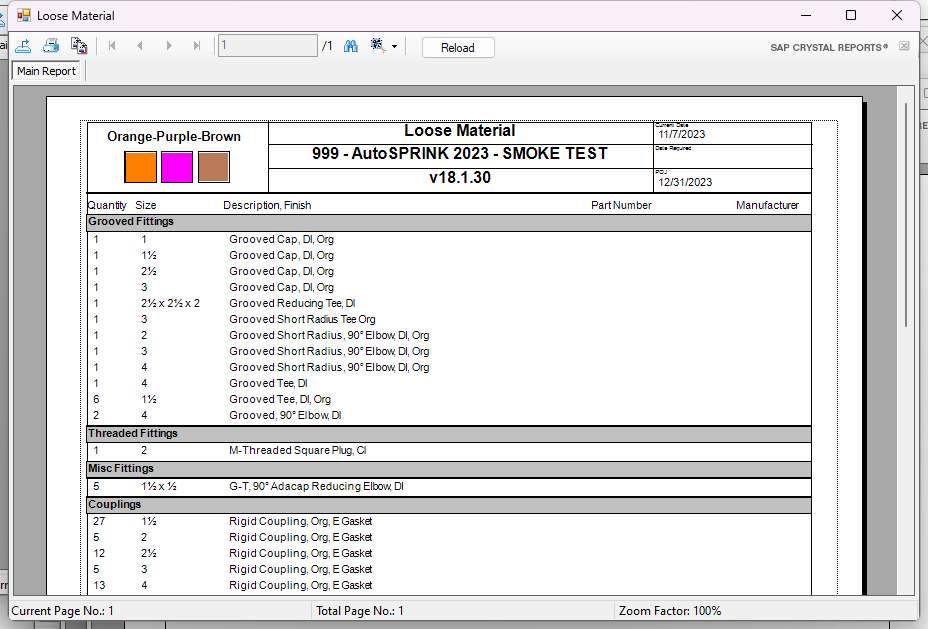 Loose Material
1 /1 Reload SAP CRYSTAL REPORTS®
Main Report
Orange-Purple-Brown
Loose Material
999 - AutoSPRINK 2023 - SMOKE TEST
v18.1.30
Current Date
11/7/2023
Date Required
POJ
12/31/2023
Quantity Size Description, Finish Part Number Manufacturer
Grooved Fittings
1 1 Grooved Cap, DI, Org
1 1½ Grooved Cap, DI, Org
1 2½ Grooved Cap, DI, Org
1 3 Grooved Cap, DI, Org
1 2½ x 2½ x 2 Grooved Reducing Tee, DI
1 3 Grooved Short Radius Tee Org
1 2 Grooved Short Radius, 90° Elbow, DI, Org
1 3 Grooved Short Radius, 90° Elbow, DI, Org
1 4 Grooved Short Radius, 90° Elbow, DI, Org
1 4 Grooved Tee, DI
6 1½ Grooved Tee, DI, Org
2 4 Grooved, 90° Elbow, DI
Threaded Fittings
1 2 M-Threaded Square Plug, CI
Misc Fittings
5 1½ x ½ G-T, 90° Adacap Reducing Elbow, DI
Couplings
27 1½ Rigid Coupling, Org, E Gasket
5 2 Rigid Coupling, Org, E Gasket
12 2½ Rigid Coupling, Org, E Gasket
5 3 Rigid Coupling, Org, E Gasket
13 4 Rigid Coupling, Org, E Gasket
Current Page No.: 1 Total Page No.: 1 Zoom Factor: 100%